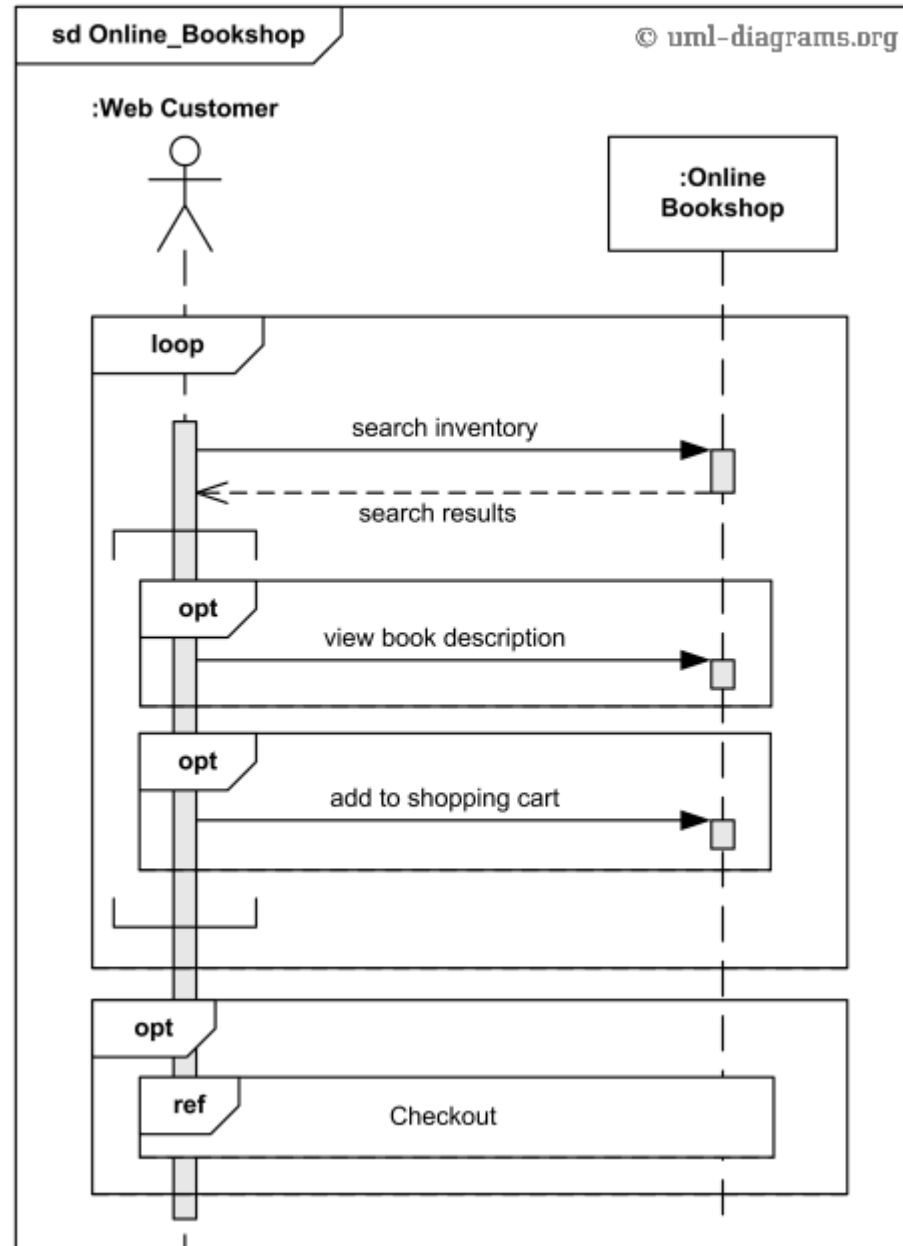 sd Online_Bookshop
© uml-diagrams.org
:Web Customer
:Online
Bookshop
loop
search inventory
search results
opt
view book description
opt
add to shopping cart
opt
ref
Checkout